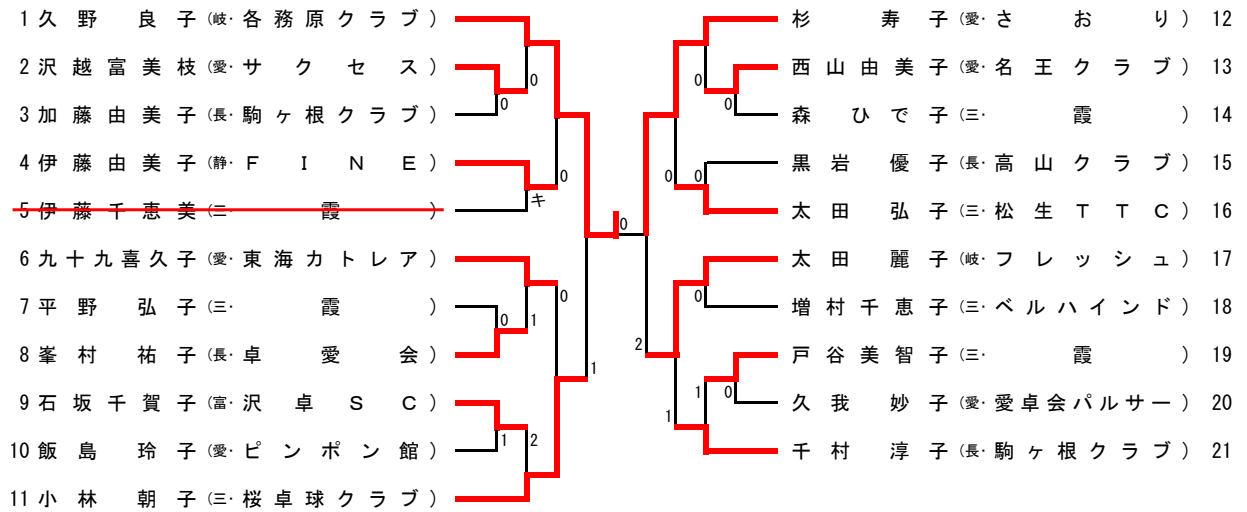 1 久野良子 (岐・各務原クラブ)
2 沢越富美枝 (愛・サクセス)
0
0
3 加藤由美子 (長・駒ヶ根クラブ)
4 伊藤由美子 (静・FINE)
0
キ
5 伊藤千恵美 (三・霞)
6 九十九喜久子 (愛・東海カトレア)
0
7 平野弘子 (三・霞)
0 1
8 峯村祐子 (長・卓愛会)
1
9 石坂千賀子 (富・沢卓SC)
1 2
10 飯島玲子 (愛・ピンポン館)
11 小林朝子 (三・桜卓球クラブ)
0
杉寿子 (愛・さおり) 12
0
西山由美子 (愛・名王クラブ) 13
0
森ひで子 (三・霞) 14
黒岩優子 (長・高山クラブ) 15
0 0
太田弘子 (三・松生TTC) 16
太田麗子 (岐・フレッシュ) 17
0
増村千恵子 (三・ベルハインド) 18
2
戸谷美智子 (三・霞) 19
1 0
久我妙子 (愛・愛卓会パルサー) 20
1
千村淳子 (長・駒ヶ根クラブ) 21